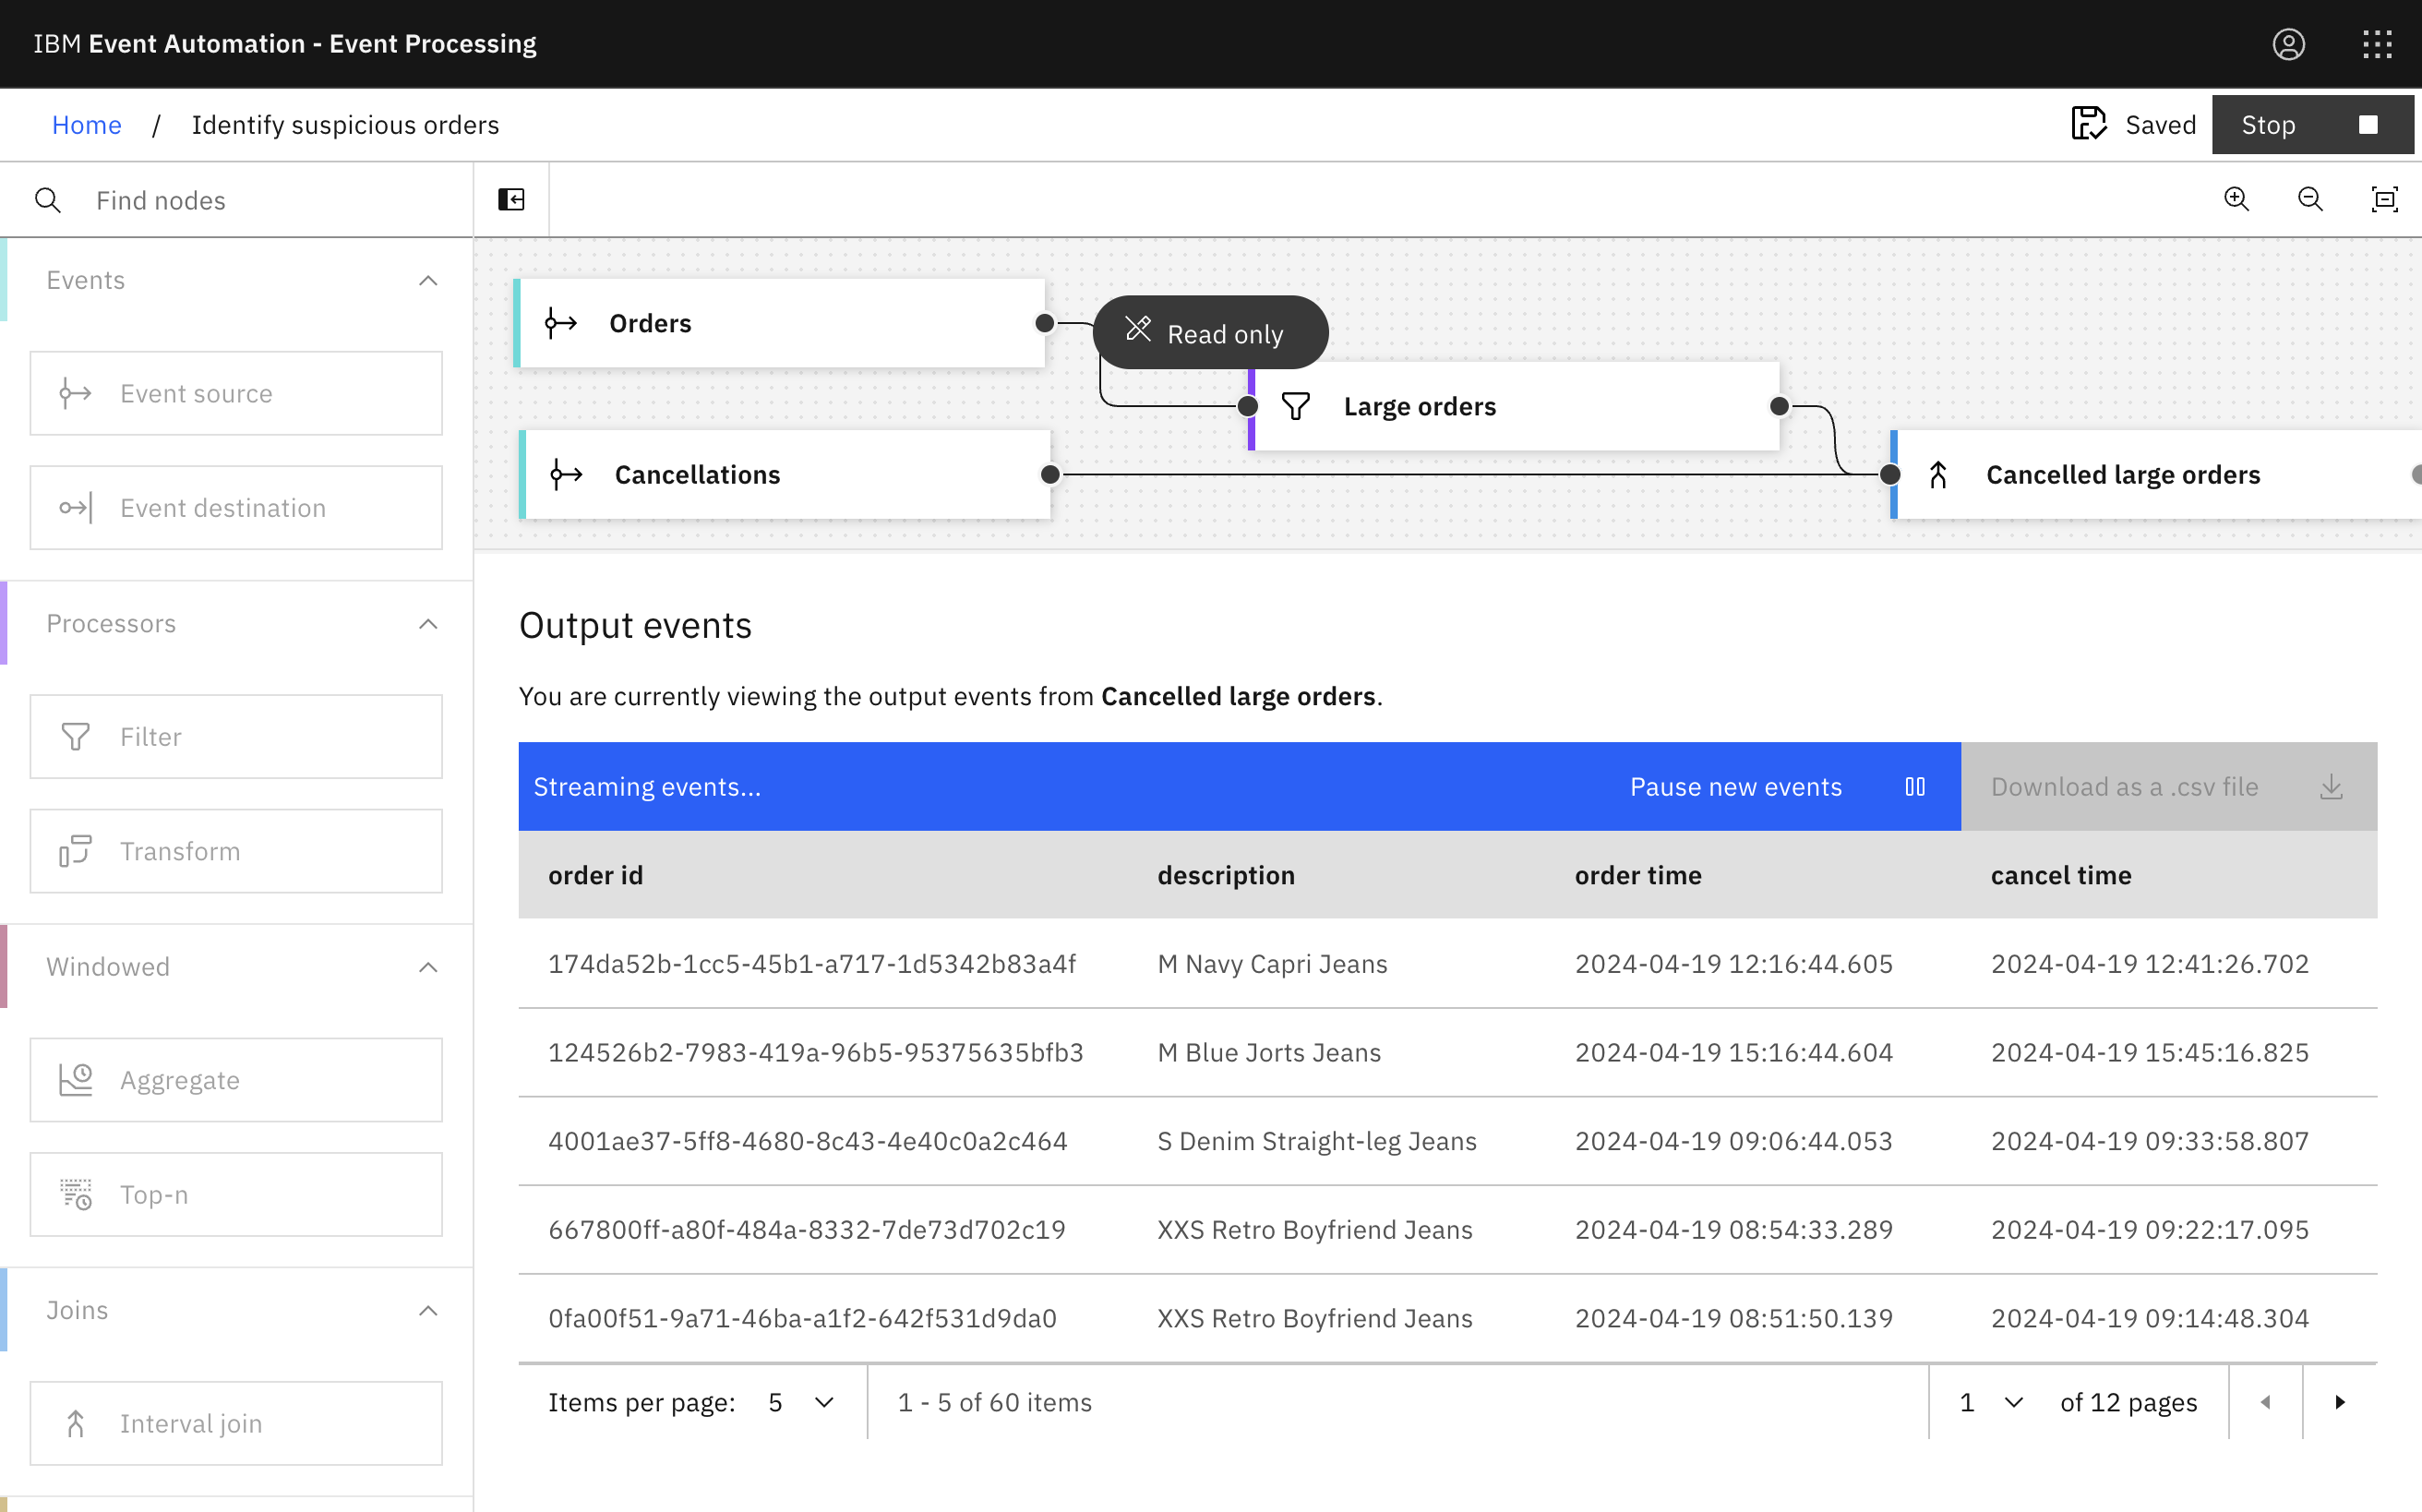 IBM Event Automation - Event Processing
Home / Identify suspicious orders
Saved
Stop
Find nodes
Events
Event source
Event destination
Processors
Filter
Transform
Windowed
Aggregate
Top-n
Joins
Interval join
Orders
Read only
Large orders
Cancellations
Cancelled large orders
Output events
You are currently viewing the output events from Cancelled large orders.
Streaming events...
Pause new events
Download as a .csv file
order id description order time cancel time
174da52b-1cc5-45b1-a717-1d5342b83a4f M Navy Capri Jeans 2024-04-19 12:16:44.605 2024-04-19 12:41:26.702
124526b2-7983-419a-96b5-95375635bfb3 M Blue Jorts Jeans 2024-04-19 15:16:44.604 2024-04-19 15:45:16.825
4001ae37-5ff8-4680-8c43-4e40c0a2c464 S Denim Straight-leg Jeans 2024-04-19 09:06:44.053 2024-04-19 09:33:58.807
667800ff-a80f-484a-8332-7de73d702c19 XXS Retro Boyfriend Jeans 2024-04-19 08:54:33.289 2024-04-19 09:22:17.095
0fa00f51-9a71-46ba-a1f2-642f531d9da0 XXS Retro Boyfriend Jeans 2024-04-19 08:51:50.139 2024-04-19 09:14:48.304
Items per page: 5 1 - 5 of 60 items 1 of 12 pages